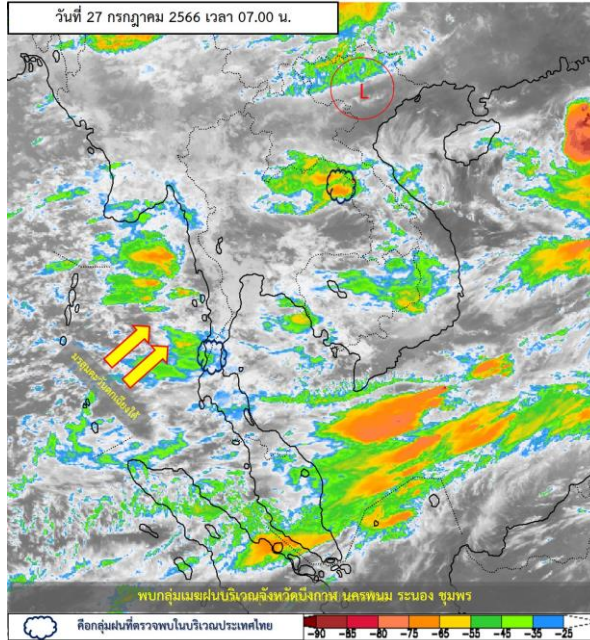 วันที่ 27 กรกฎาคม 2566 เวลา 07.00 น.
L
มรสุมตะวันตกเฉียงใต้
พบกลุ่มเมฆฝนบริเวณจังหวัดบึงกาฬ นครพนม ระนอง ชุมพร
คือกลุ่มฝนที่ตรวจพบในบริเวณประเทศไทย
-90 -85 -80 -75 -65 -55 -45 -35 -25